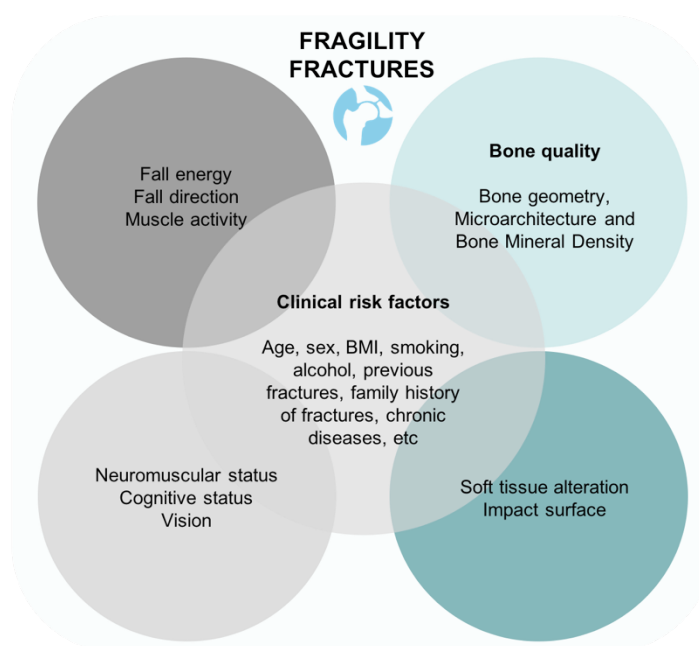 FRAGILITY
FRACTURES
Fall energy
Fall direction
Muscle activity
Bone quality
Bone geometry,
Microarchitecture and
Bone Mineral Density
Clinical risk factors
Age, sex, BMI, smoking,
alcohol, previous
fractures, family history
of fractures, chronic
diseases, etc
Neuromuscular status
Cognitive status
Vision
Soft tissue alteration
Impact surface